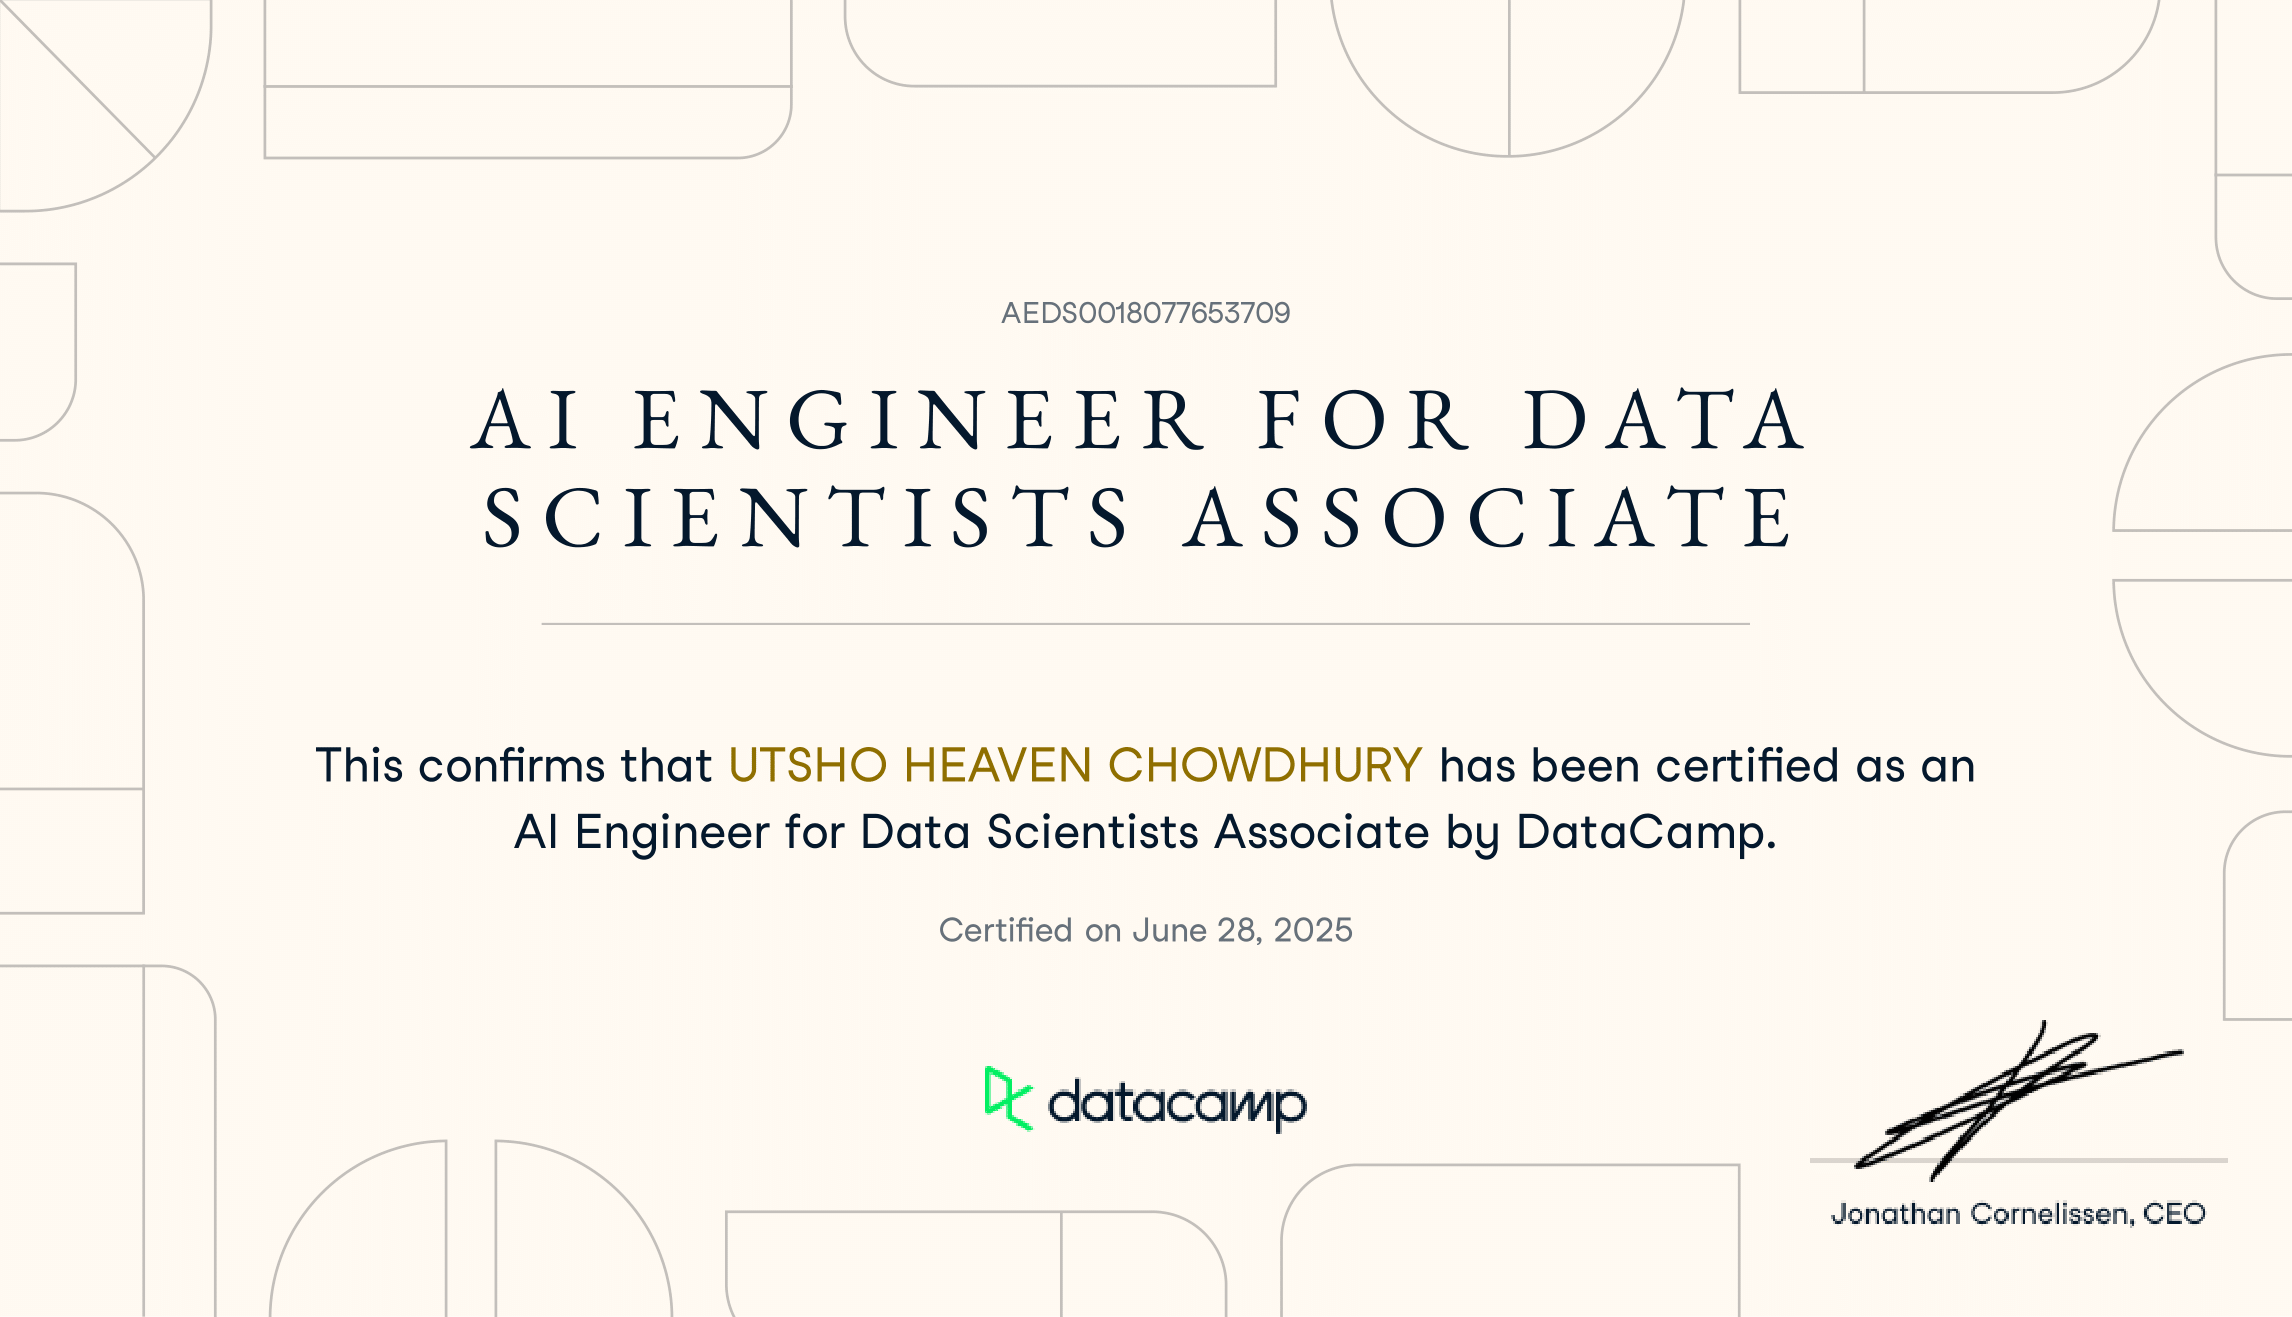 AEDS0018077653709
AI ENGINEER FOR DATA
SCIENTISTS ASSOCIATE
This confirms that UTSHO HEAVEN CHOWDHURY has been certified as an
AI Engineer for Data Scientists Associate by DataCamp.
Certified on June 28, 2025
datacamp
Jonathan Cornelissen, CEO